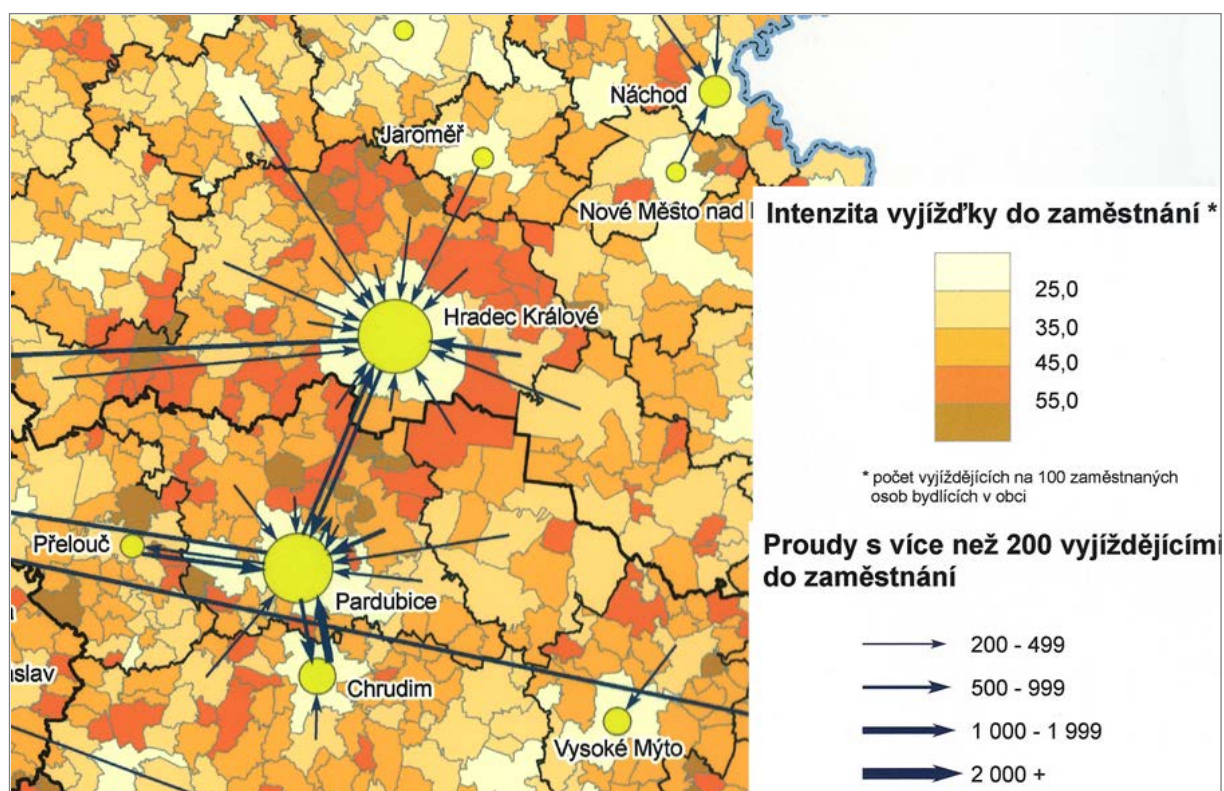 Náchod
Jaroměř
Nové Město nad
Hradec Králové
Přelouč
Pardubice
aslav
Chrudim
Vysoké Mýto
Intenzita vyjížďky do zaměstnání *
25,0
35,0
45,0
55,0
* počet vyjíždějících na 100 zaměstnaných
osob bydlících v obci
Proudy s více než 200 vyjíždějícími
do zaměstnání
200 - 499
500 - 999
1 000 - 1 999
2 000 +